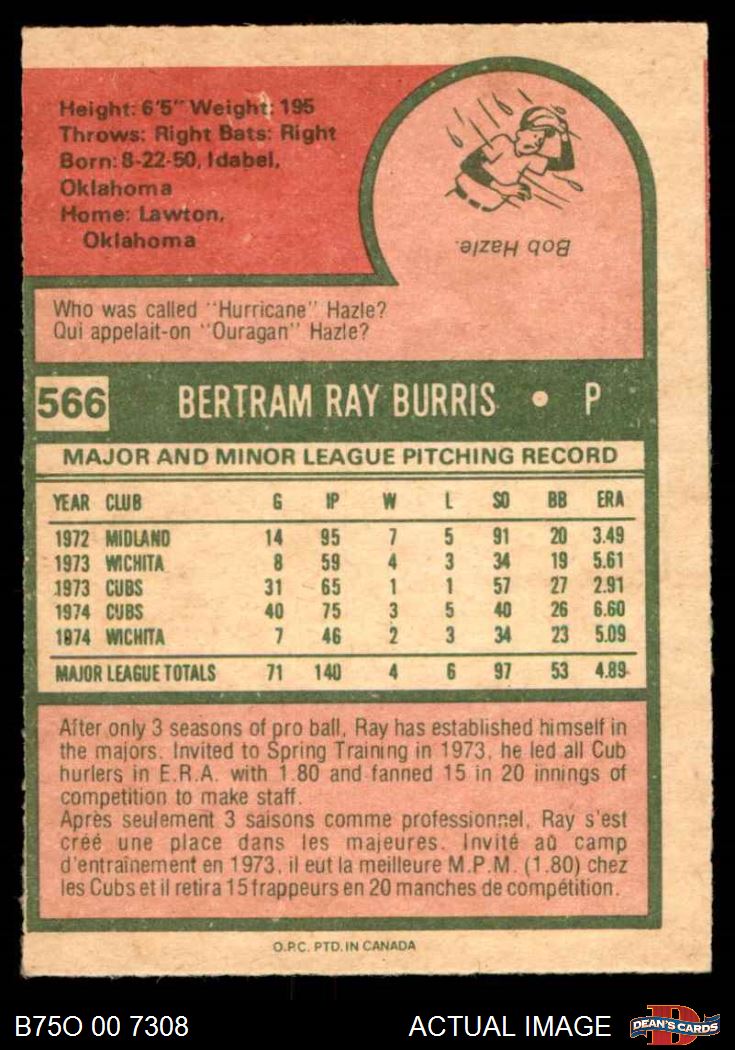 Height: 6'5" Weight: 195
Throws: Right Bats: Right
Born: 8-22-50, Idabel,
Oklahoma
Home: Lawton,
Oklahoma
Bob Hazle.
Who was called "Hurricane" Hazle?
Qui appelait-on "Ouragan" Hazle?
566 BERTRAM RAY BURRIS • P
MAJOR AND MINOR LEAGUE PITCHING RECORD
YEAR CLUB G IP W L SO BB ERA
1972 MIDLAND 14 95 7 5 91 20 3.49
1973 WICHITA 8 59 4 3 34 19 5.61
1973 CUBS 31 65 1 1 57 27 2.91
1974 CUBS 40 75 3 5 40 26 6.60
1974 WICHITA 7 46 2 3 34 23 5.09
MAJOR LEAGUE TOTALS 71 140 4 6 97 53 4.89
After only 3 seasons of pro ball, Ray has established himself in
the majors. Invited to Spring Training in 1973, he led all Cub
hurlers in E.R.A. with 1.80 and fanned 15 in 20 innings of
competition to make staff.
Après seulement 3 saisons comme professionnel, Ray s'est
créé une place dans les majeures. Invité aû camp
d'entraînement en 1973, il eut la meilleure M.P.M. (1.80) chez
les Cubs et il retira 15 frappeurs en 20 manches de compétition.
O.P.C. PTD. IN CANADA
B75O 00 7308
ACTUAL IMAGE
DEAN'S CARDS